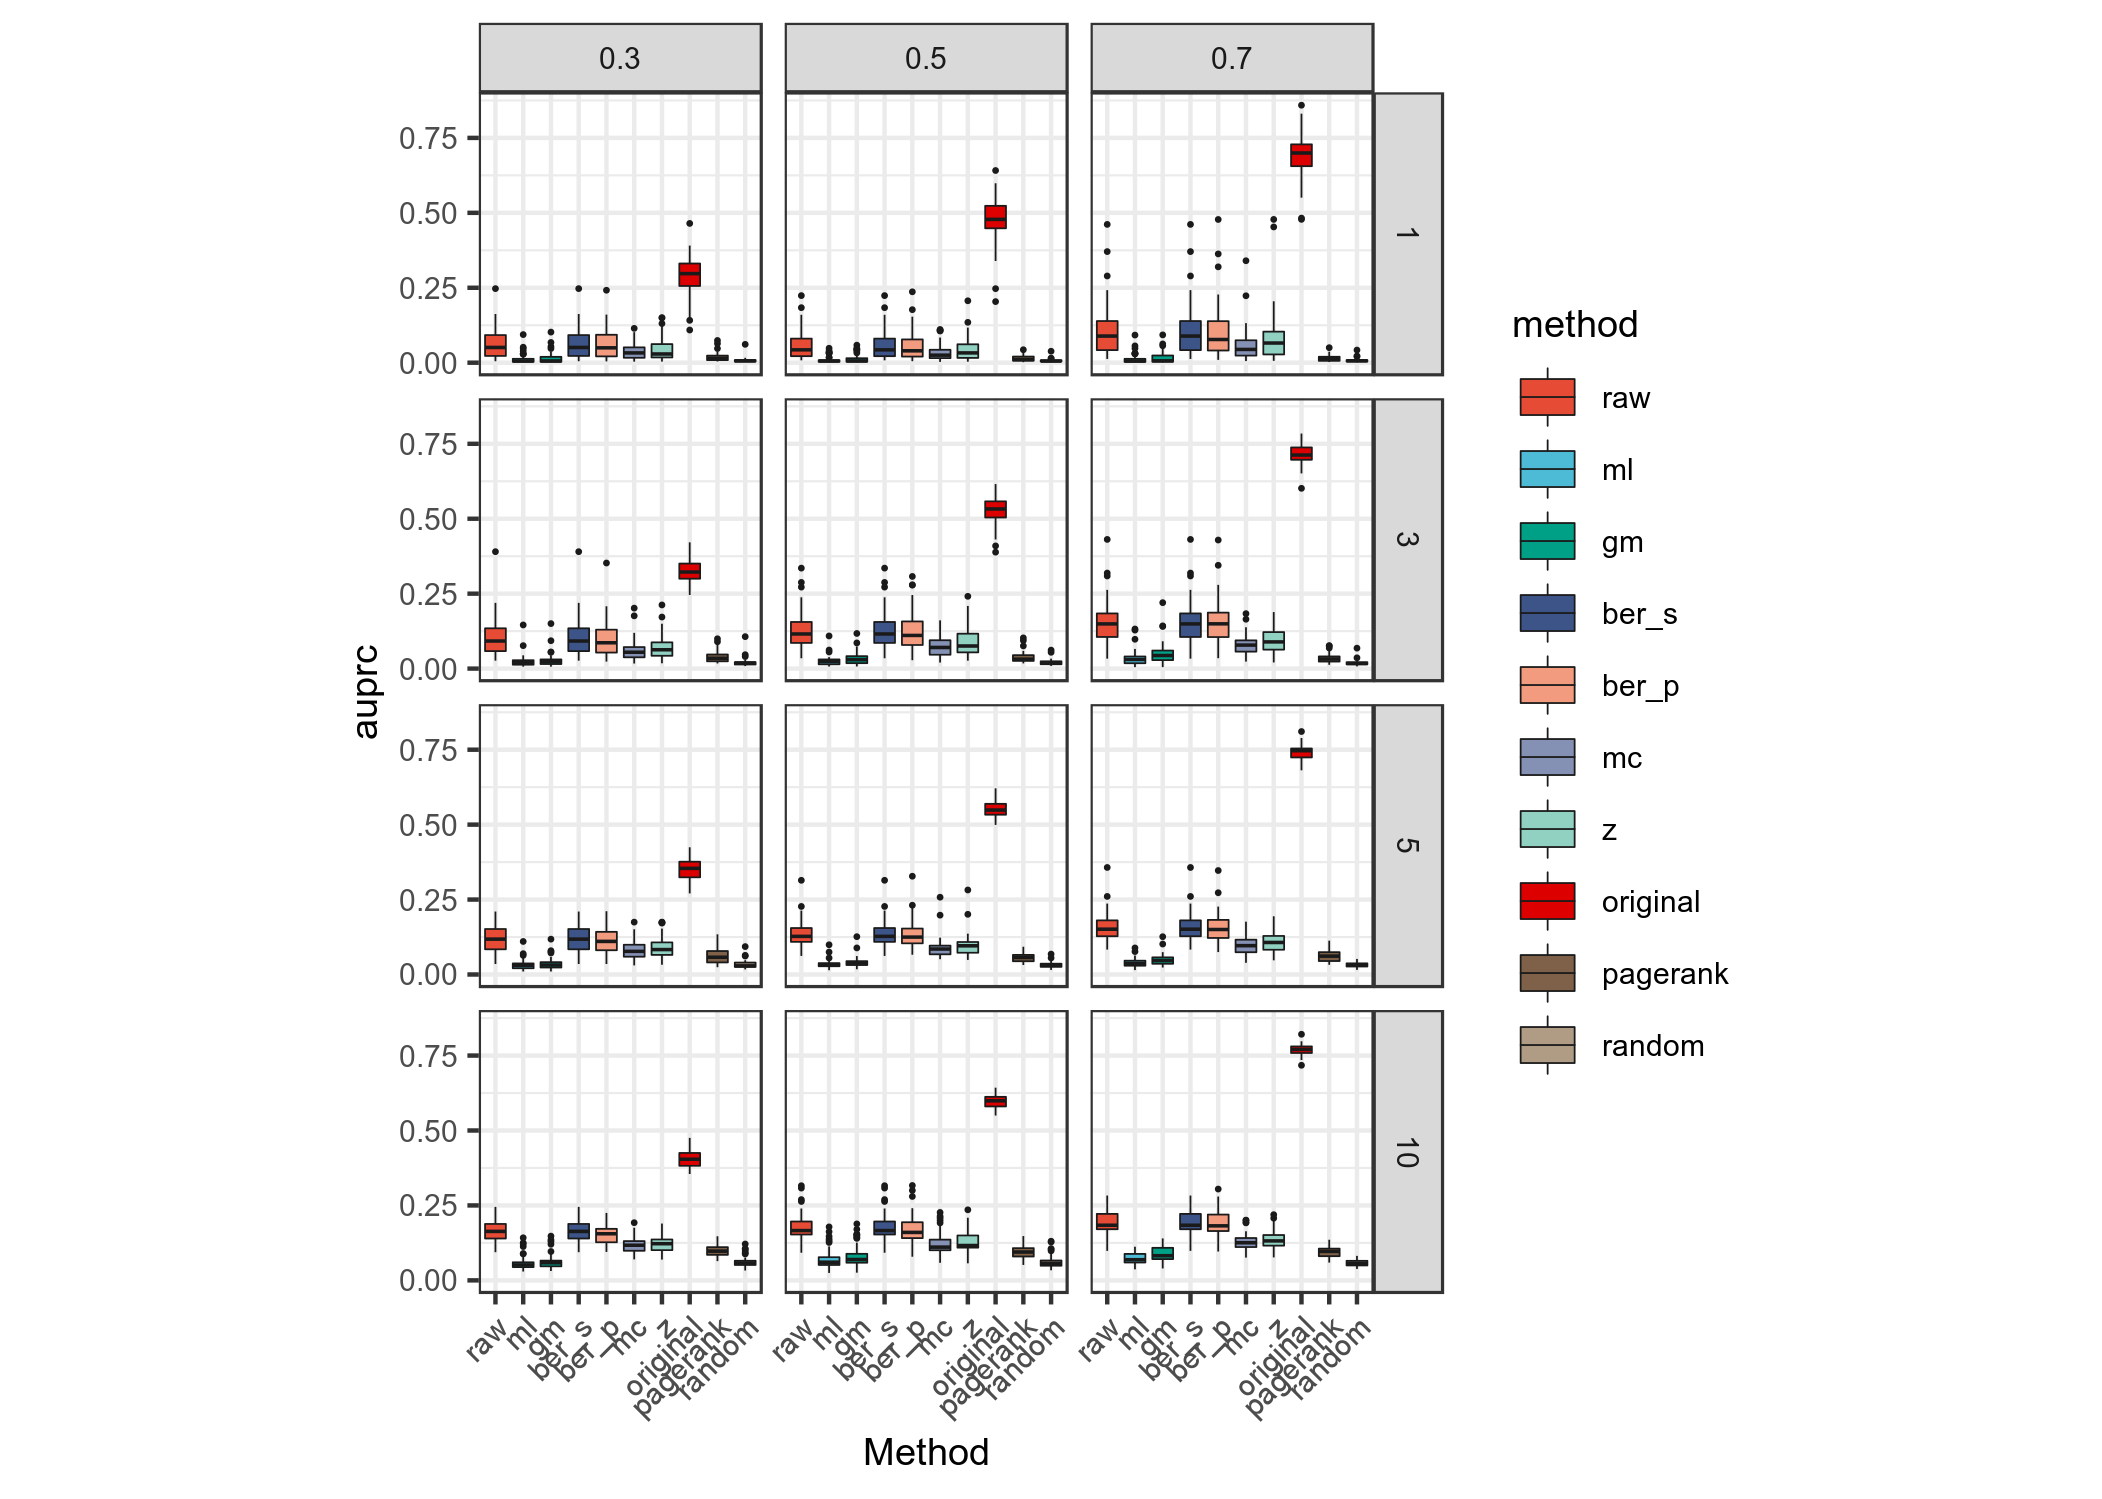 0.3 0.5 0.7
0.75
0.50
0.25
0.00
1
0.75
0.50
0.25
0.00
3
0.75
0.50
0.25
0.00
5
0.75
0.50
0.25
0.00
10
auprc
raw ml gm ber_s ber_p mc z original pagerank random
raw ml gm ber_s ber_p mc z original pagerank random
raw ml gm ber_s ber_p mc z original pagerank random
Method
method
raw
ml
gm
ber_s
ber_p
mc
z
original
pagerank
random